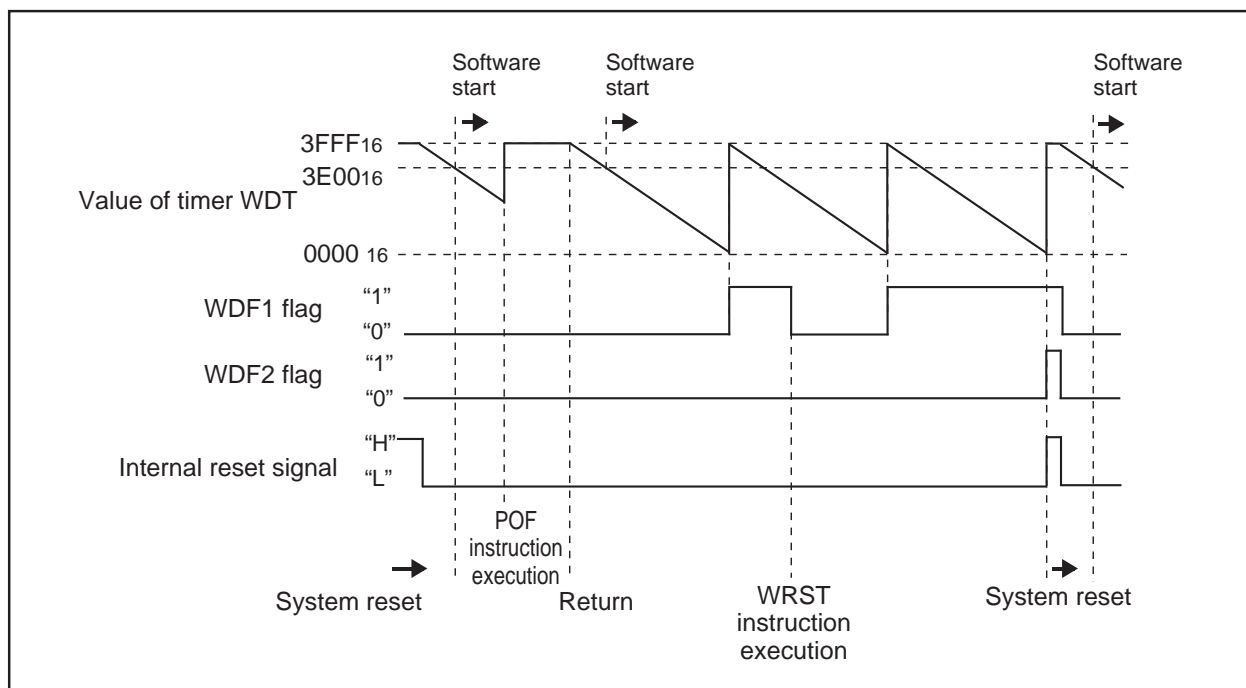 Software
start
Software
start
Software
start
3FFF16
3E0016
Value of timer WDT
0000 16
“1”
WDF1 flag
“0”
“1”
WDF2 flag
“0”
“H”
Internal reset signal
“L”
POF
instruction
execution
System reset
Return
WRST
instruction
execution
System reset